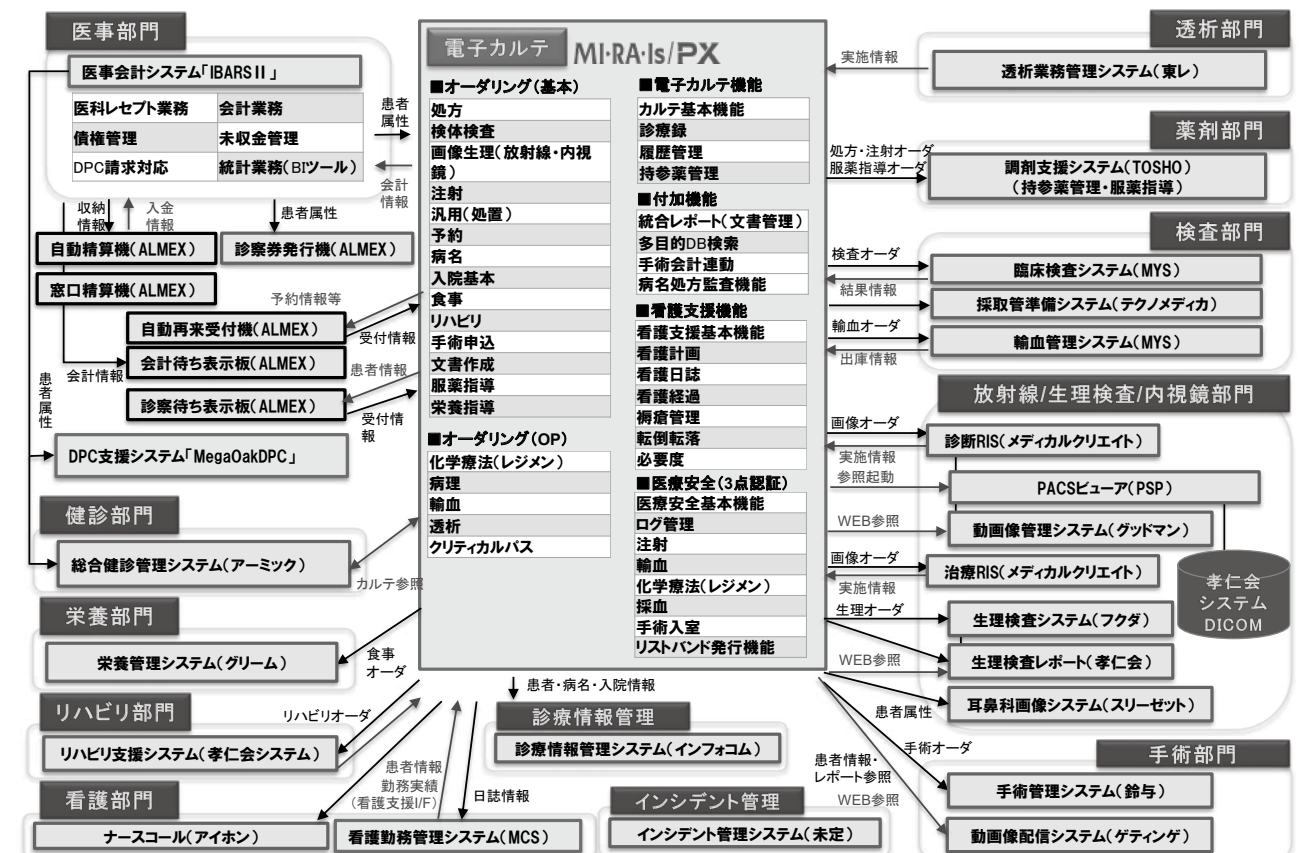 医事部門
医事会計システム「IBARSⅡ」
医科レセプト業務
会計業務
債権管理
未収金管理
DPC請求対応
統計業務(BIツール)
患者
属性
会計
情報
収納
情報
入金
情報
患者属性
自動精算機(ALMEX)
診察券発行機(ALMEX)
窓口精算機(ALMEX)
予約情報等
自動再来受付機(ALMEX)
受付情報
会計待ち表示板(ALMEX)
会計情報
患者情報
患者属性
診察待ち表示板(ALMEX)
受付情
報
DPC支援システム「MegaOakDPC」
健診部門
総合健診管理システム(アーミック)
カルテ参照
栄養部門
栄養管理システム(グリーム)
食事
オーダ
リハビリ部門
リハビリオーダ
リハビリ支援システム(孝仁会システム)
看護部門
患者情報
勤務実績
(看護支援I/F)
日誌情報
ナースコール(アイホン)
看護勤務管理システム(MCS)
電子カルテ
MI・RA・Is/PX
■オーダリング(基本)
処方
検体検査
画像生理(放射線・内視
鏡)
注射
汎用(処置)
予約
病名
入院基本
食事
リハビリ
手術申込
文書作成
服薬指導
栄養指導
■オーダリング(OP)
化学療法(レジメン)
病理
輸血
透析
クリティカルパス
■電子カルテ機能
カルテ基本機能
診療録
履歴管理
持参薬管理
■付加機能
統合レポート(文書管理)
多目的DB検索
手術会計連動
病名処方監査機能
■看護支援機能
看護支援基本機能
看護計画
看護日誌
看護経過
褥瘡管理
転倒転落
必要度
■医療安全(3点認証)
医療安全基本機能
ログ管理
注射
輸血
化学療法(レジメン)
採血
手術入室
リストバンド発行機能
患者・病名・入院情報
診療情報管理
診療情報管理システム(インフォコム)
インシデント管理
インシデント管理システム(未定)
透析部門
実施情報
透析業務管理システム(東レ)
薬剤部門
処方・注射オーダ
服薬指導オーダ
調剤支援システム(TOSHO)
(持参薬管理・服薬指導)
検査部門
検査オーダ
臨床検査システム(MYS)
結果情報
採取管準備システム(テクノメディカ)
輸血オーダ
輸血管理システム(MYS)
出庫情報
放射線/生理検査/内視鏡部門
画像オーダ
診断RIS(メディカルクリエイト)
実施情報
参照起動
PACSビューア(PSP)
WEB参照
動画像管理システム(グッドマン)
画像オーダ
治療RIS(メディカルクリエイト)
実施情報
孝仁会
システム
DICOM
生理オーダ
生理検査システム(フクダ)
WEB参照
生理検査レポート(孝仁会)
患者属性
耳鼻科画像システム(スリーゼット)
手術部門
手術オーダ
患者情報・
レポート参照
手術管理システム(鈴与)
WEB参照
動画像配信システム(ゲティンゲ)